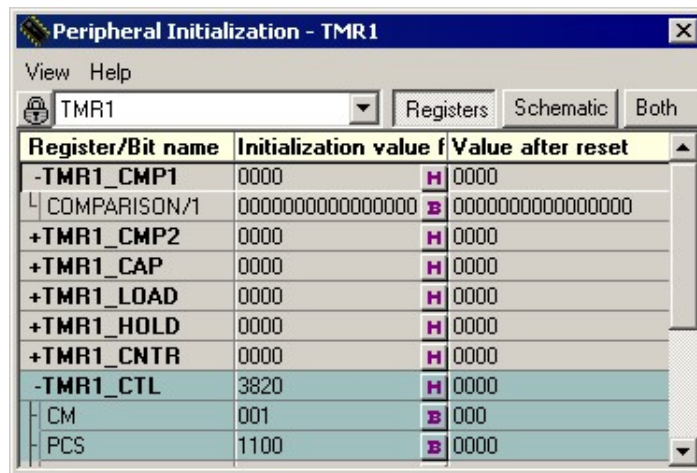 Peripheral Initialization - TMR1
View Help
TMR1 Registers Schematic Both
Register/Bit name Initialization value f Value after reset
-TMR1_CMP1 0000 H 0000
COMPARISON/1 0000000000000000 B 0000000000000000
+TMR1_CMP2 0000 H 0000
+TMR1_CAP 0000 H 0000
+TMR1_LOAD 0000 H 0000
+TMR1_HOLD 0000 H 0000
+TMR1_CNTR 0000 H 0000
-TMR1_CTL 3820 H 0000
CM 001 B 000
PCS 1100 B 0000